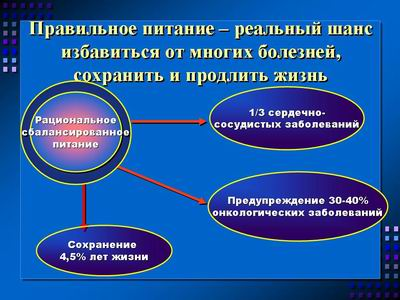 Правильное питание – реальный шанс
избавиться от многих болезней,
сохранить и продлить жизнь
Рациональное
сбалансированное
питание
1/3 сердечно-
сосудистых заболеваний
Предупреждение 30-40%
онкологических заболеваний
Сохранение
4,5% лет жизни